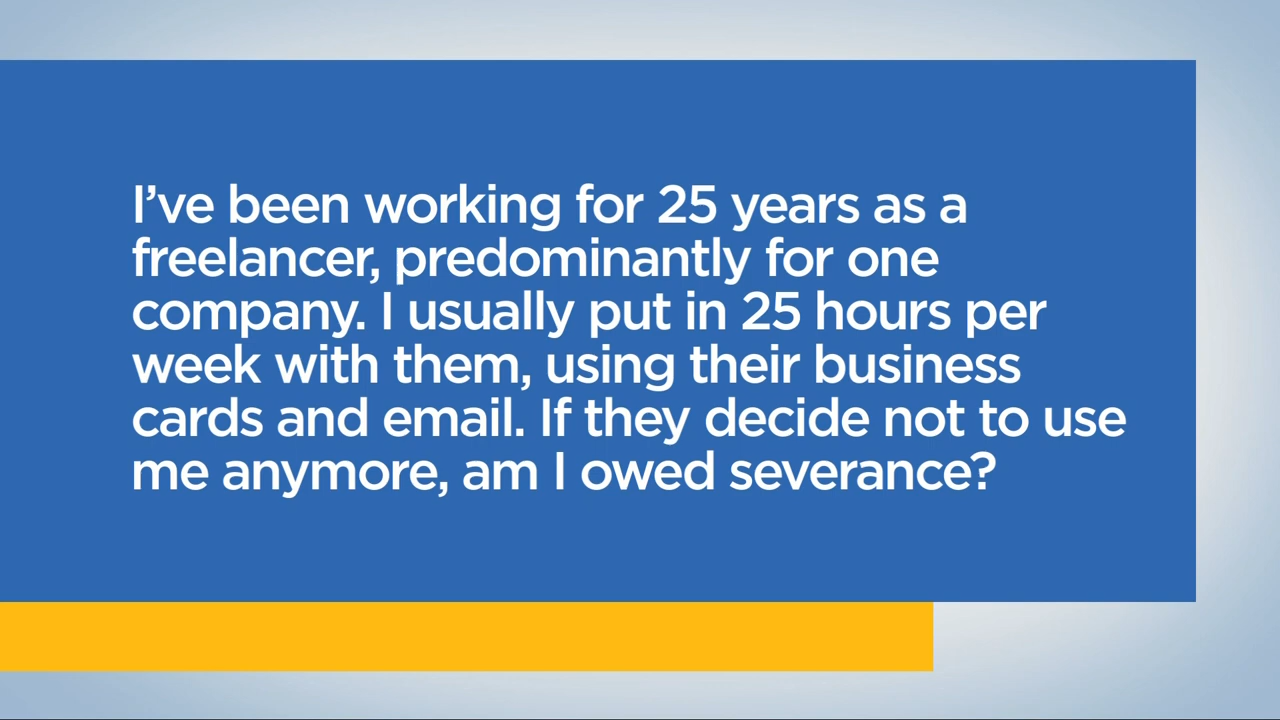 I’ve been working for 25 years as a
freelancer, predominantly for one
company. I usually put in 25 hours per
week with them, using their business
cards and email. If they decide not to use
me anymore, am I owed severance?